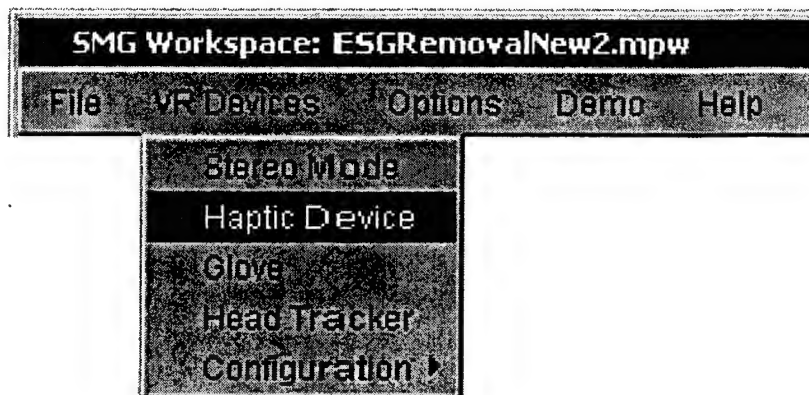 SMG Workspace: ESGRemovalNew2.mpw
File VR Devices Options Demo Help
Stereo Mode
Haptic Device
Glove
Head Tracker
Configuration